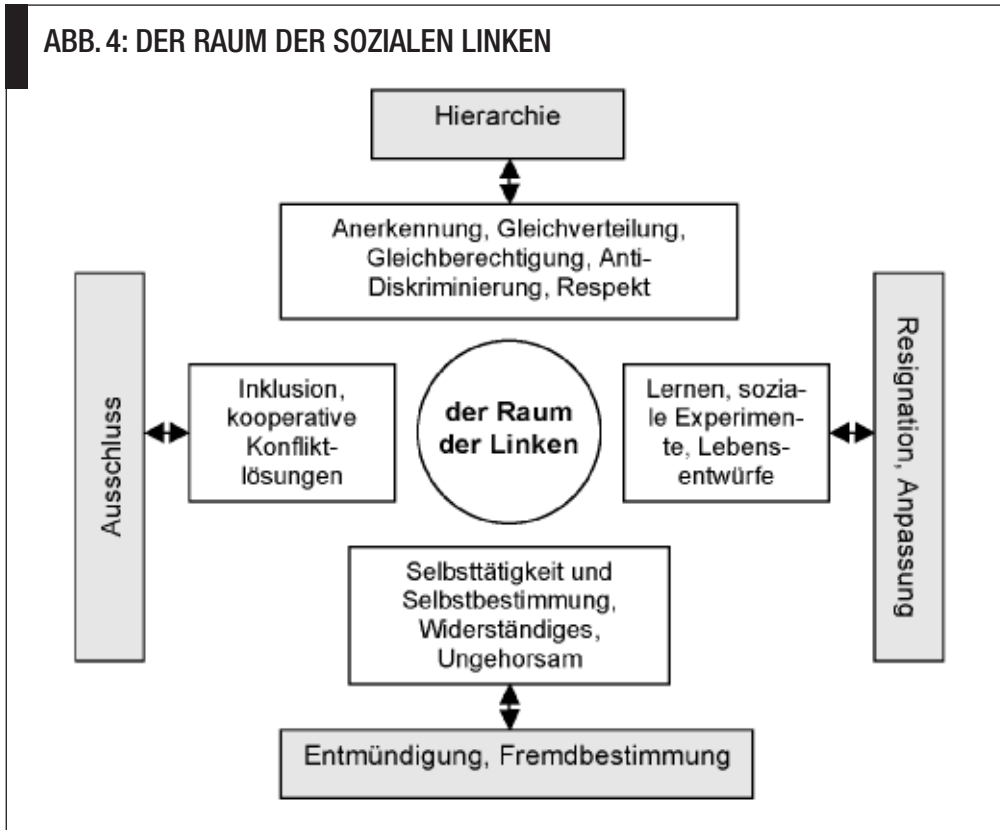 ABB. 4: DER RAUM DER SOZIALEN LINKEN
Hierarchie
Anerkennung, Gleichverteilung,
Gleichberechtigung, Anti-
Diskriminierung, Respekt
Ausschluss
Inklusion,
kooperative
Konflikt-
lösungen
der Raum
der Linken
Lernen, sozia-
le Experimen-
te, Lebens-
entwürfe
Resignation, Anpassung
Selbsttätigkeit und
Selbstbestimmung,
Widerständiges,
Ungehorsam
Entmündigung, Fremdbestimmung